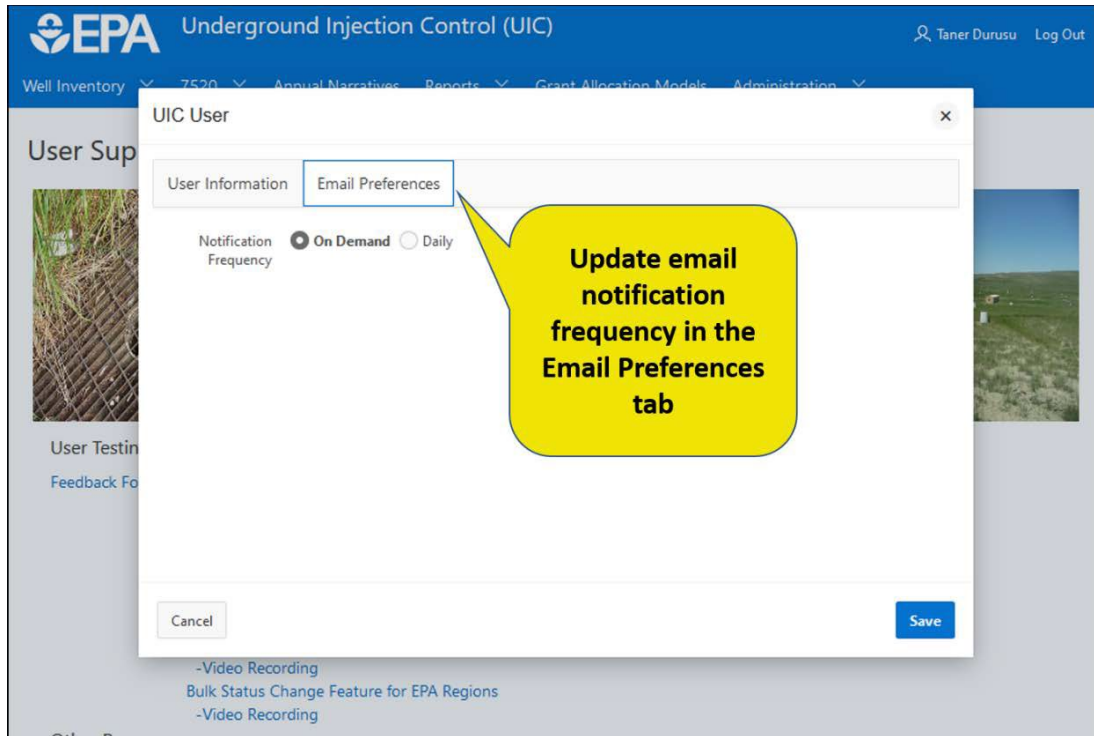 EPA Underground Injection Control (UIC)
Taner Durusu Log Out
Well Inventory 7520 Annual Narratives Reports Grant Allocation Models Administration
UIC User
User Sup
User Information Email Preferences
Notification Frequency On Demand Daily
Update email
notification
frequency in the
Email Preferences
tab
User Testin
Feedback Fo
Cancel Save
-Video Recording
Bulk Status Change Feature for EPA Regions
-Video Recording